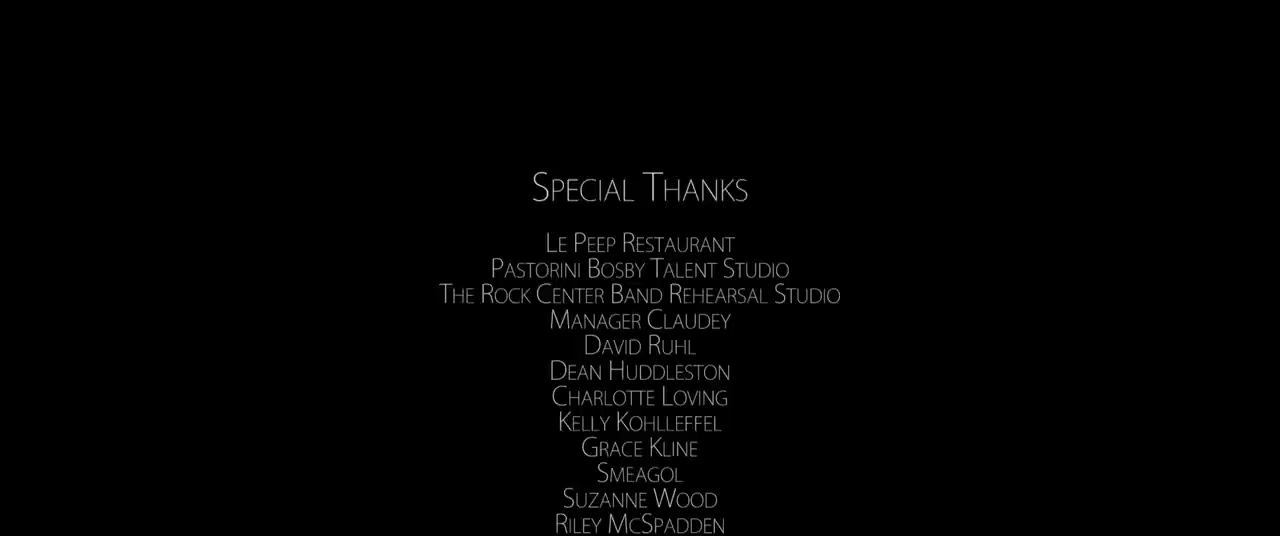 Special Thanks
Le Peep Restaurant
Pastorini Bosby Talent Studio
The Rock Center Band Rehearsal Studio
Manager Claudey
David Ruhl
Dean Huddleston
Charlotte Loving
Kelly Kohlleffel
Grace Kline
Smeagol
Suzanne Wood
Riley McSpadden